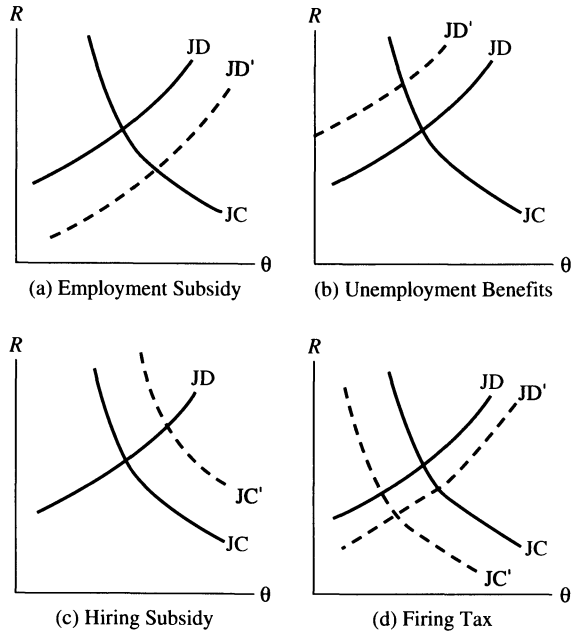 R
JD
JD'
JC
θ
(a) Employment Subsidy
R
JD'
JD
JC
θ
(b) Unemployment Benefits
R
JD
JC'
JC
θ
(c) Hiring Subsidy
R
JD
JD'
JC
JC'
θ
(d) Firing Tax